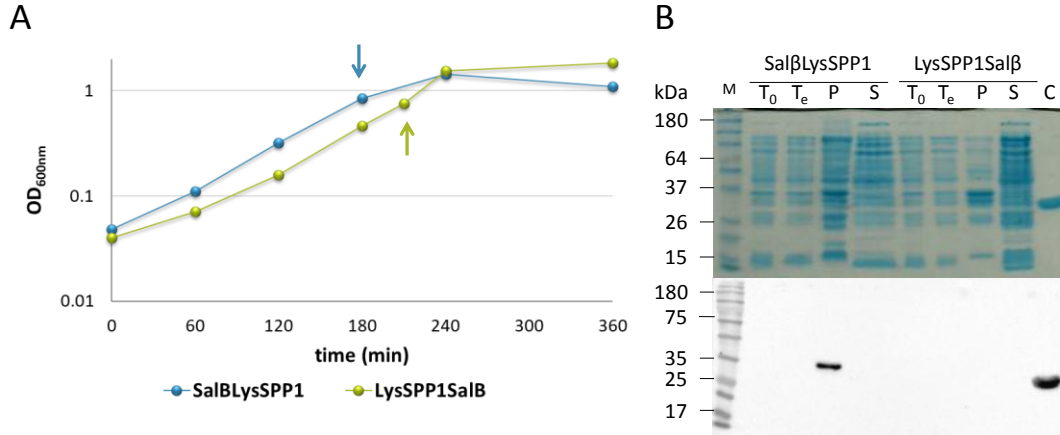 A
OD600nm
1
0.1
0.01
0 60 120 180 240 300 360
time (min)
SalBLysSPP1 LysSPP1SalB
B
SalβLysSPP1 LysSPP1Salβ
kDa M T0 Te P S T0 Te P S C
180
64
37
26
15
180
75
35
25
17